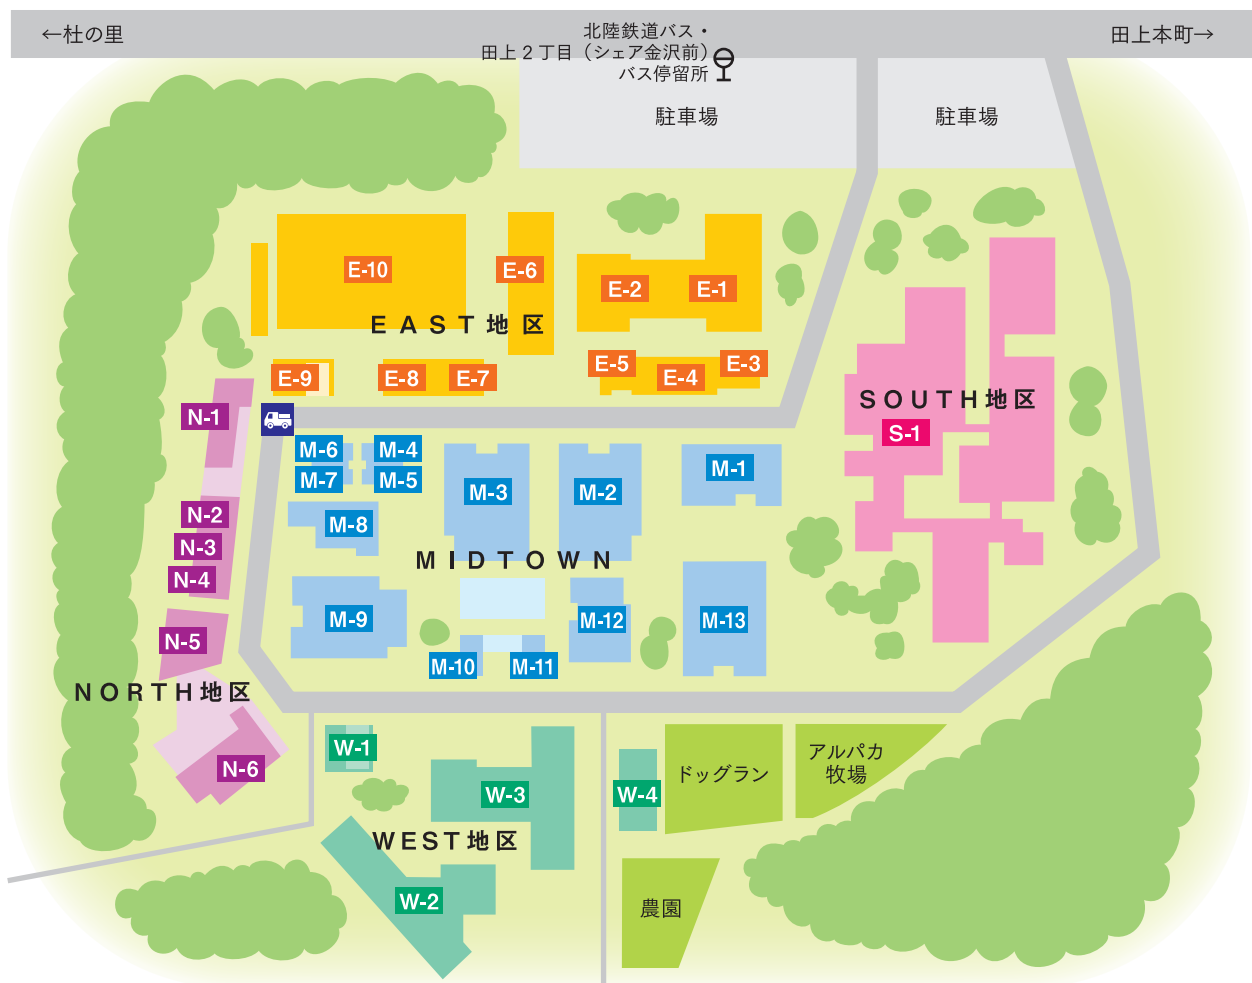 ←杜の里
北陸鉄道バス・
田上2丁目（シェア金沢前）
バス停留所
田上本町→
駐車場
駐車場
E-10
E-6
E-2
E-1
EAST地区
E-9
E-8
E-7
E-5
E-4
E-3
SOUTH地区
S-1
N-1
N-2
N-3
N-4
N-5
NORTH地区
N-6
M-6
M-4
M-7
M-5
M-3
M-2
M-1
M-8
MIDTOWN
M-9
M-12
M-13
M-10
M-11
W-1
W-3
W-4
WEST地区
W-2
ドッグラン
アルパカ
牧場
農園